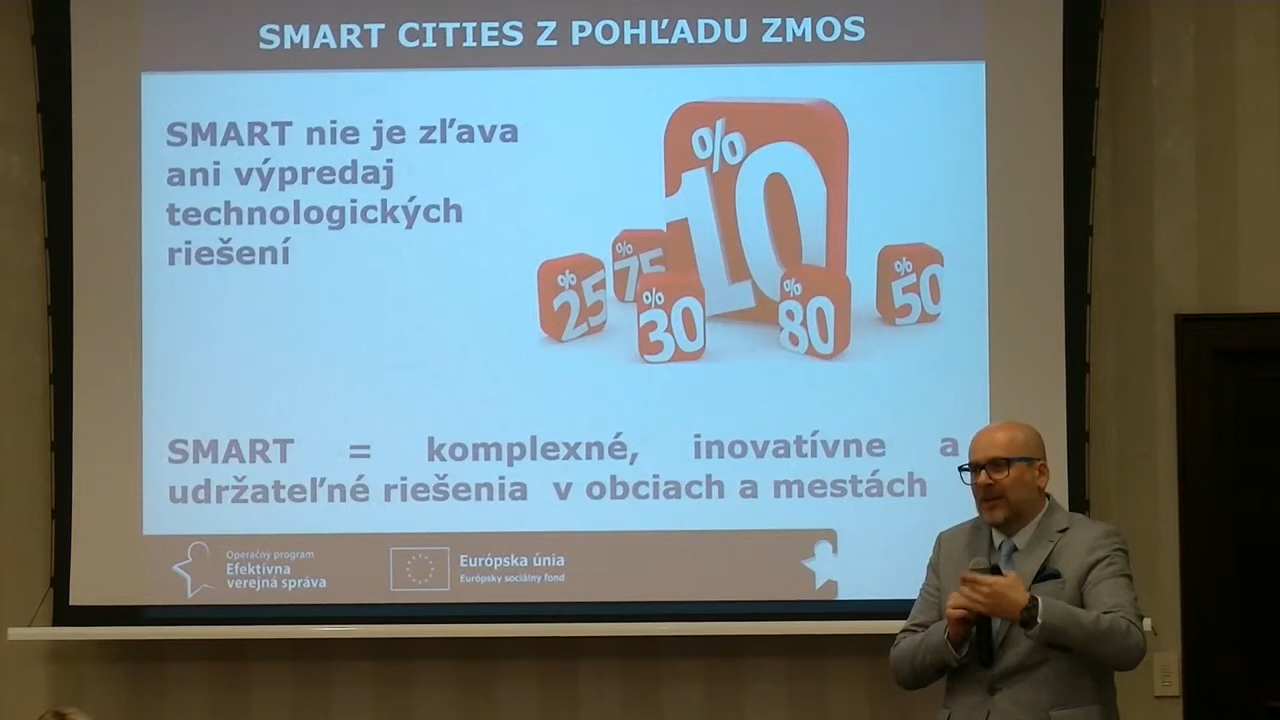 SMART CITIES Z POHĽADU ZMOS
SMART nie je zľava
ani výpredaj
technologických
riešení
% 10
% 25
% 75
% 30
% 80
% 50
SMART = komplexné, inovatívne a
udržateľné riešenia v obciach a mestách
Operačný program
Efektívna
verejná správa
Európska únia
Európsky sociálny fond